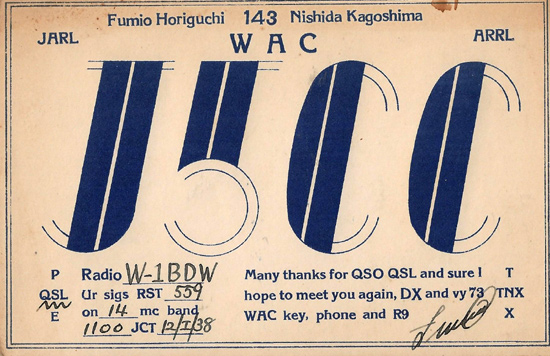 Fumio Horiguchi 143 Nishida Kagoshima
JARL WAC ARRL
J5CC
P Radio W-1BDW
QSL Ur sigs RST 559
on 14 mc band
E 1100 JCT 12/I/38
Many thanks for QSO QSL and sure I T
hope to meet you again, DX and vy 73 TNX
WAC key, phone and R9 X